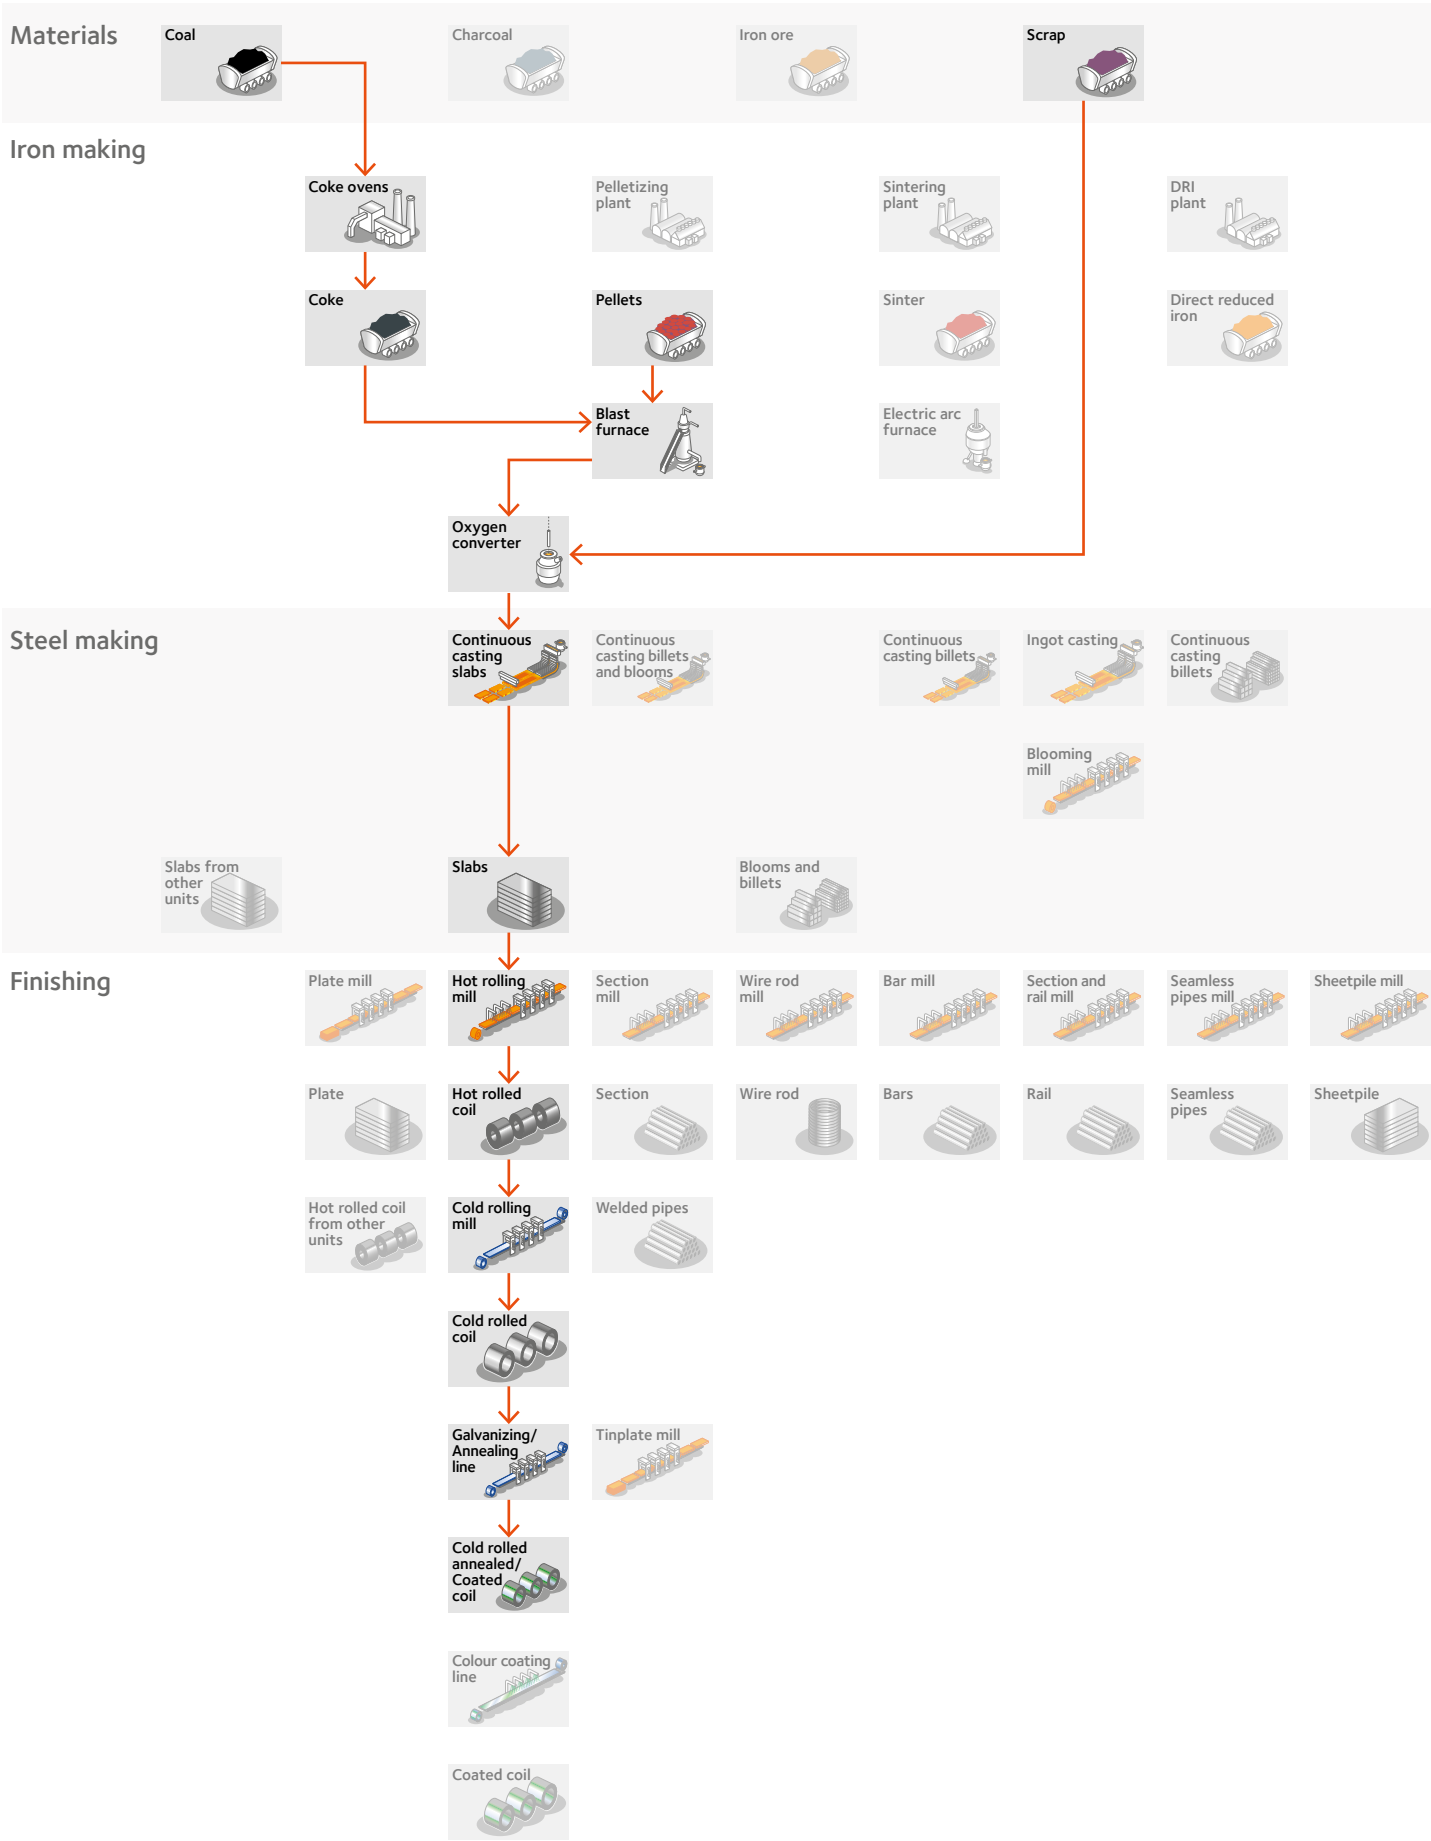 Materials
Coal
Charcoal
Iron ore
Scrap
Iron making
Coke ovens
Pelletizing
plant
Sintering
plant
DRI
plant
Coke
Pellets
Sinter
Direct reduced
iron
Blast
furnace
Electric arc
furnace
Oxygen
converter
Steel making
Continuous
casting
slabs
Continuous
casting billets
and blooms
Continuous
casting billets
Ingot casting
Continuous
casting
billets
Blooming
mill
Slabs from
other
units
Slabs
Blooms and
billets
Finishing
Plate mill
Hot rolling
mill
Section
mill
Wire rod
mill
Bar mill
Section and
rail mill
Seamless
pipes mill
Sheetpile mill
Plate
Hot rolled
coil
Section
Wire rod
Bars
Rail
Seamless
pipes
Sheetpile
Hot rolled coil
from other
units
Cold rolling
mill
Welded pipes
Cold rolled
coil
Galvanizing/
Annealing
line
Tinplate mill
Cold rolled
annealed/
Coated
coil
Colour coating
line
Coated coil